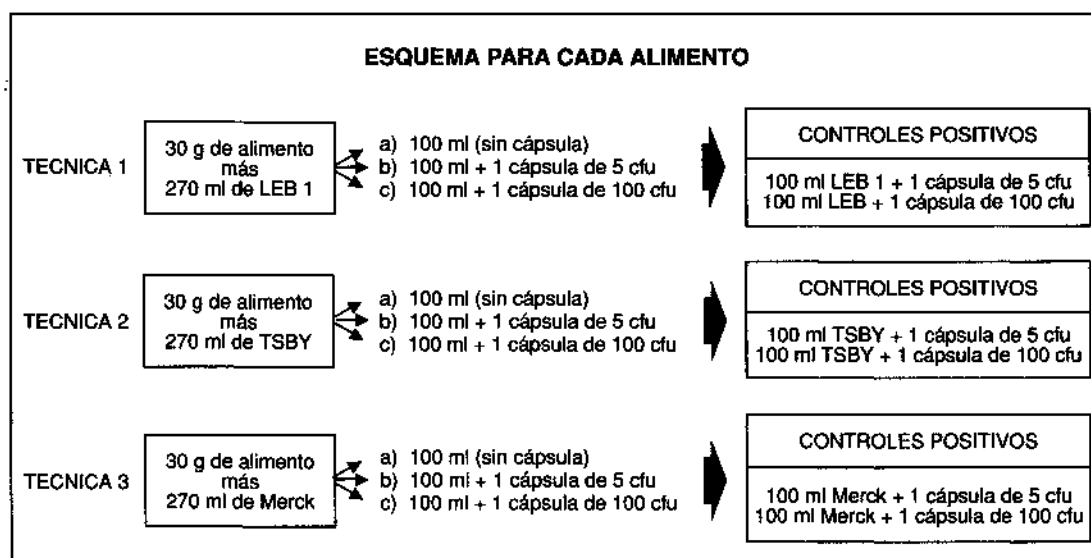 ESQUEMA PARA CADA ALIMENTO
TECNICA 1
30 g de alimento
más
270 ml de LEB 1
a) 100 ml (sin cápsula)
b) 100 ml + 1 cápsula de 5 cfu
c) 100 ml + 1 cápsula de 100 cfu
CONTROLES POSITIVOS
100 ml LEB 1 + 1 cápsula de 5 cfu
100 ml LEB + 1 cápsula de 100 cfu
TECNICA 2
30 g de alimento
más
270 ml de TSBY
a) 100 ml (sin cápsula)
b) 100 ml + 1 cápsula de 5 cfu
c) 100 ml + 1 cápsula de 100 cfu
CONTROLES POSITIVOS
100 ml TSBY + 1 cápsula de 5 cfu
100 ml TSBY + 1 cápsula de 100 cfu
TECNICA 3
30 g de alimento
más
270 ml de Merck
a) 100 ml (sin cápsula)
b) 100 ml + 1 cápsula de 5 cfu
c) 100 ml + 1 cápsula de 100 cfu
CONTROLES POSITIVOS
100 ml Merck + 1 cápsula de 5 cfu
100 ml Merck + 1 cápsula de 100 cfu